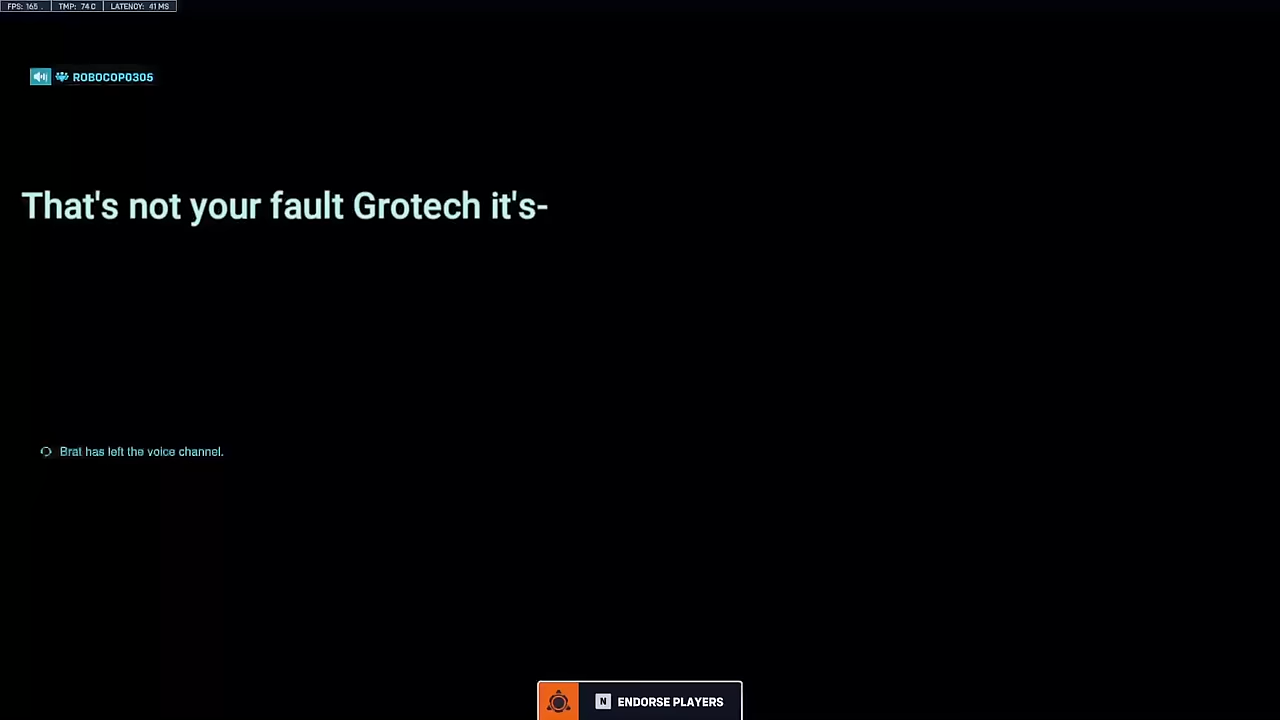 FPS: 165 . TMP: 74 C LATENCY: 41 MS
ROBOCOP0305
That's not your fault Grotech it's-
Brat has left the voice channel.
N ENDORSE PLAYERS